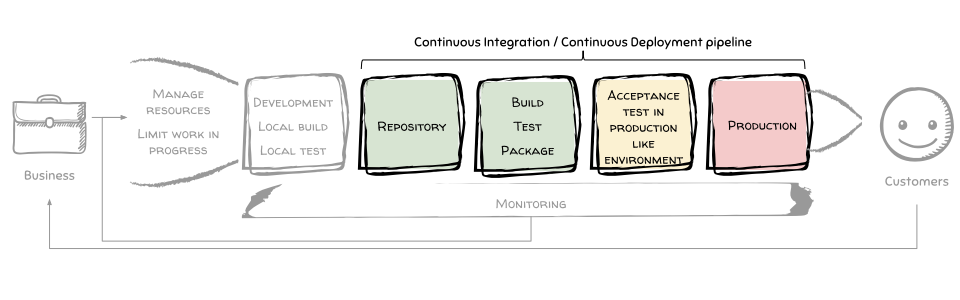 Continuous Integration / Continuous Deployment pipeline
Manage
resources
Limit work in
progress
Development
Local build
Local test
Repository
Build
Test
Package
Acceptance
test in
production
like
environment
Production
Business
Customers
Monitoring